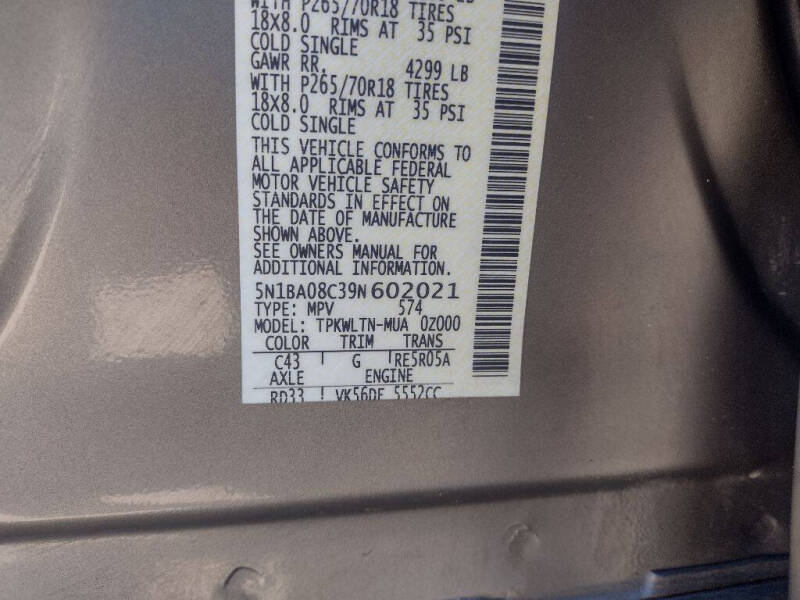 WITH P265/70R18 TIRES
18X8.0 RIMS AT 35 PSI
COLD SINGLE
GAWR RR. 4299 LB
WITH P265/70R18 TIRES
18X8.0 RIMS AT 35 PSI
COLD SINGLE
THIS VEHICLE CONFORMS TO
ALL APPLICABLE FEDERAL
MOTOR VEHICLE SAFETY
STANDARDS IN EFFECT ON
THE DATE OF MANUFACTURE
SHOWN ABOVE.
SEE OWNERS MANUAL FOR
ADDITIONAL INFORMATION.
5N1BA08C39N602021
TYPE: MPV 574
MODEL: TPKWLTN-MUA 0Z000
COLOR TRIM TRANS
C43 G RE5R05A
AXLE ENGINE
RD33 VK56DE 5552CC